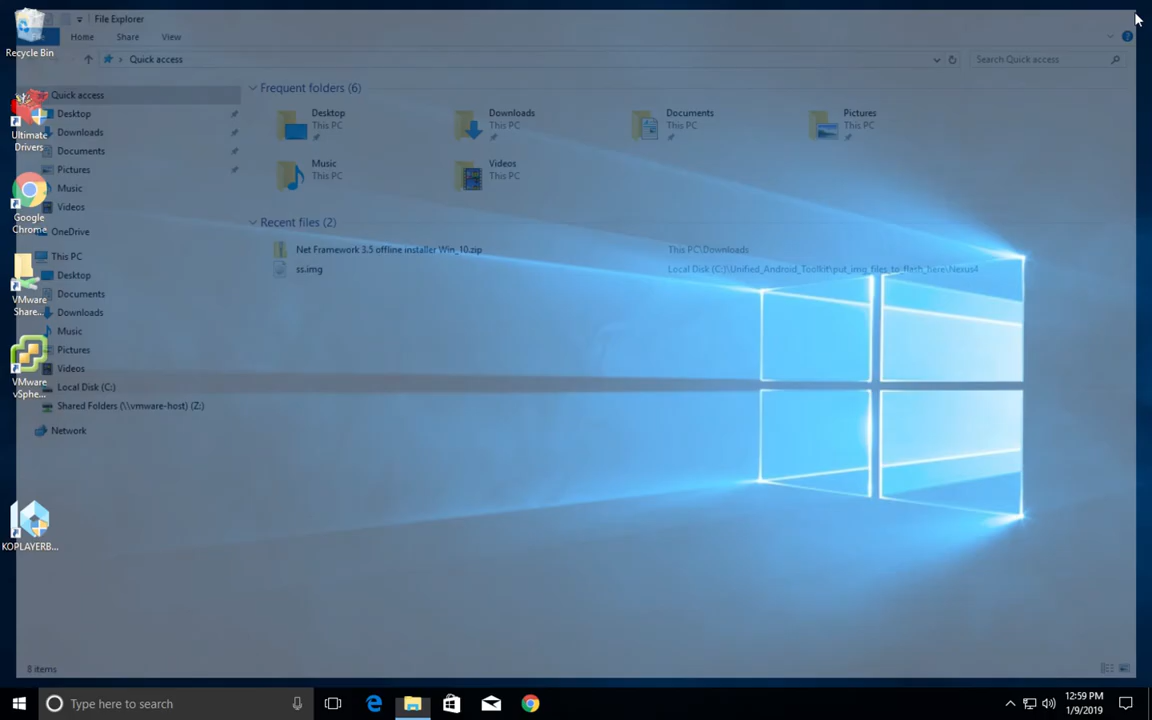 File Explorer
File
Home
Share
View
Quick access
Search Quick access
Recycle Bin
Ultimate Drivers
Google Chrome
VMware Share...
VMware vSphe...
KOPLAYERB...
Quick access
Desktop
Downloads
Documents
Pictures
Music
Videos
OneDrive
This PC
Desktop
Documents
Downloads
Music
Pictures
Videos
Local Disk (C:)
Shared Folders (\\vmware-host) (Z:)
Network
Frequent folders (6)
Desktop
This PC
Downloads
This PC
Documents
This PC
Pictures
This PC
Music
This PC
Videos
This PC
Recent files (2)
Net Framework 3.5 offline installer Win_10.zip
This PC\Downloads
ss.img
Local Disk (C:)\Unified_Android_Toolkit\put_img_files_to_flash_here\Nexus4
8 items
Type here to search
12:59 PM
1/9/2019